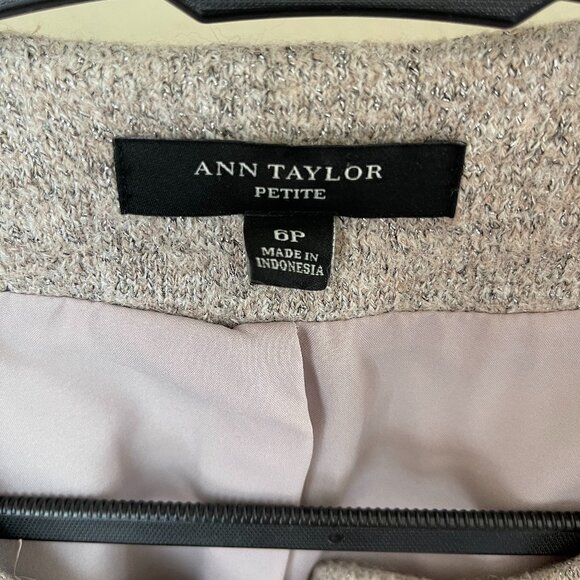 ANN TAYLOR
PETITE
6P
MADE IN
INDONESIA